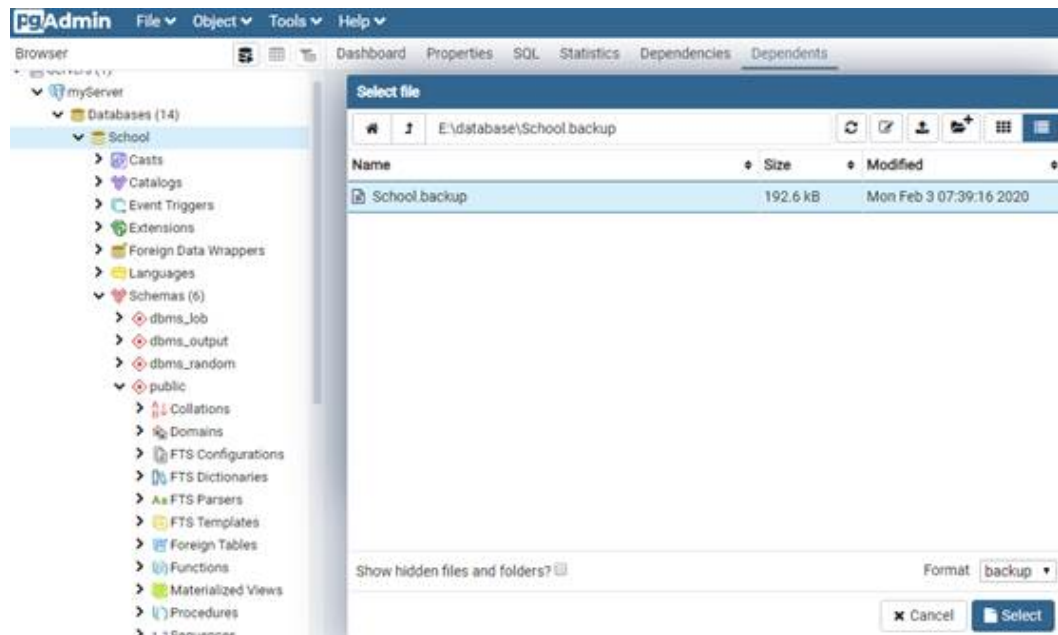 pgAdmin File Object Tools Help
Browser
Dashboard Properties SQL Statistics Dependencies Dependents
Servers (1)
myServer
Databases (14)
School
Casts
Catalogs
Event Triggers
Extensions
Foreign Data Wrappers
Languages
Schemas (6)
dbms_lob
dbms_output
dbms_random
public
Collations
Domains
FTS Configurations
FTS Dictionaries
FTS Parsers
FTS Templates
Foreign Tables
Functions
Materialized Views
Procedures
Sequences
Select file
E:\database\School.backup
Name Size Modified
School.backup 192.6 kB Mon Feb 3 07:39:16 2020
Show hidden files and folders? Format backup
Cancel Select